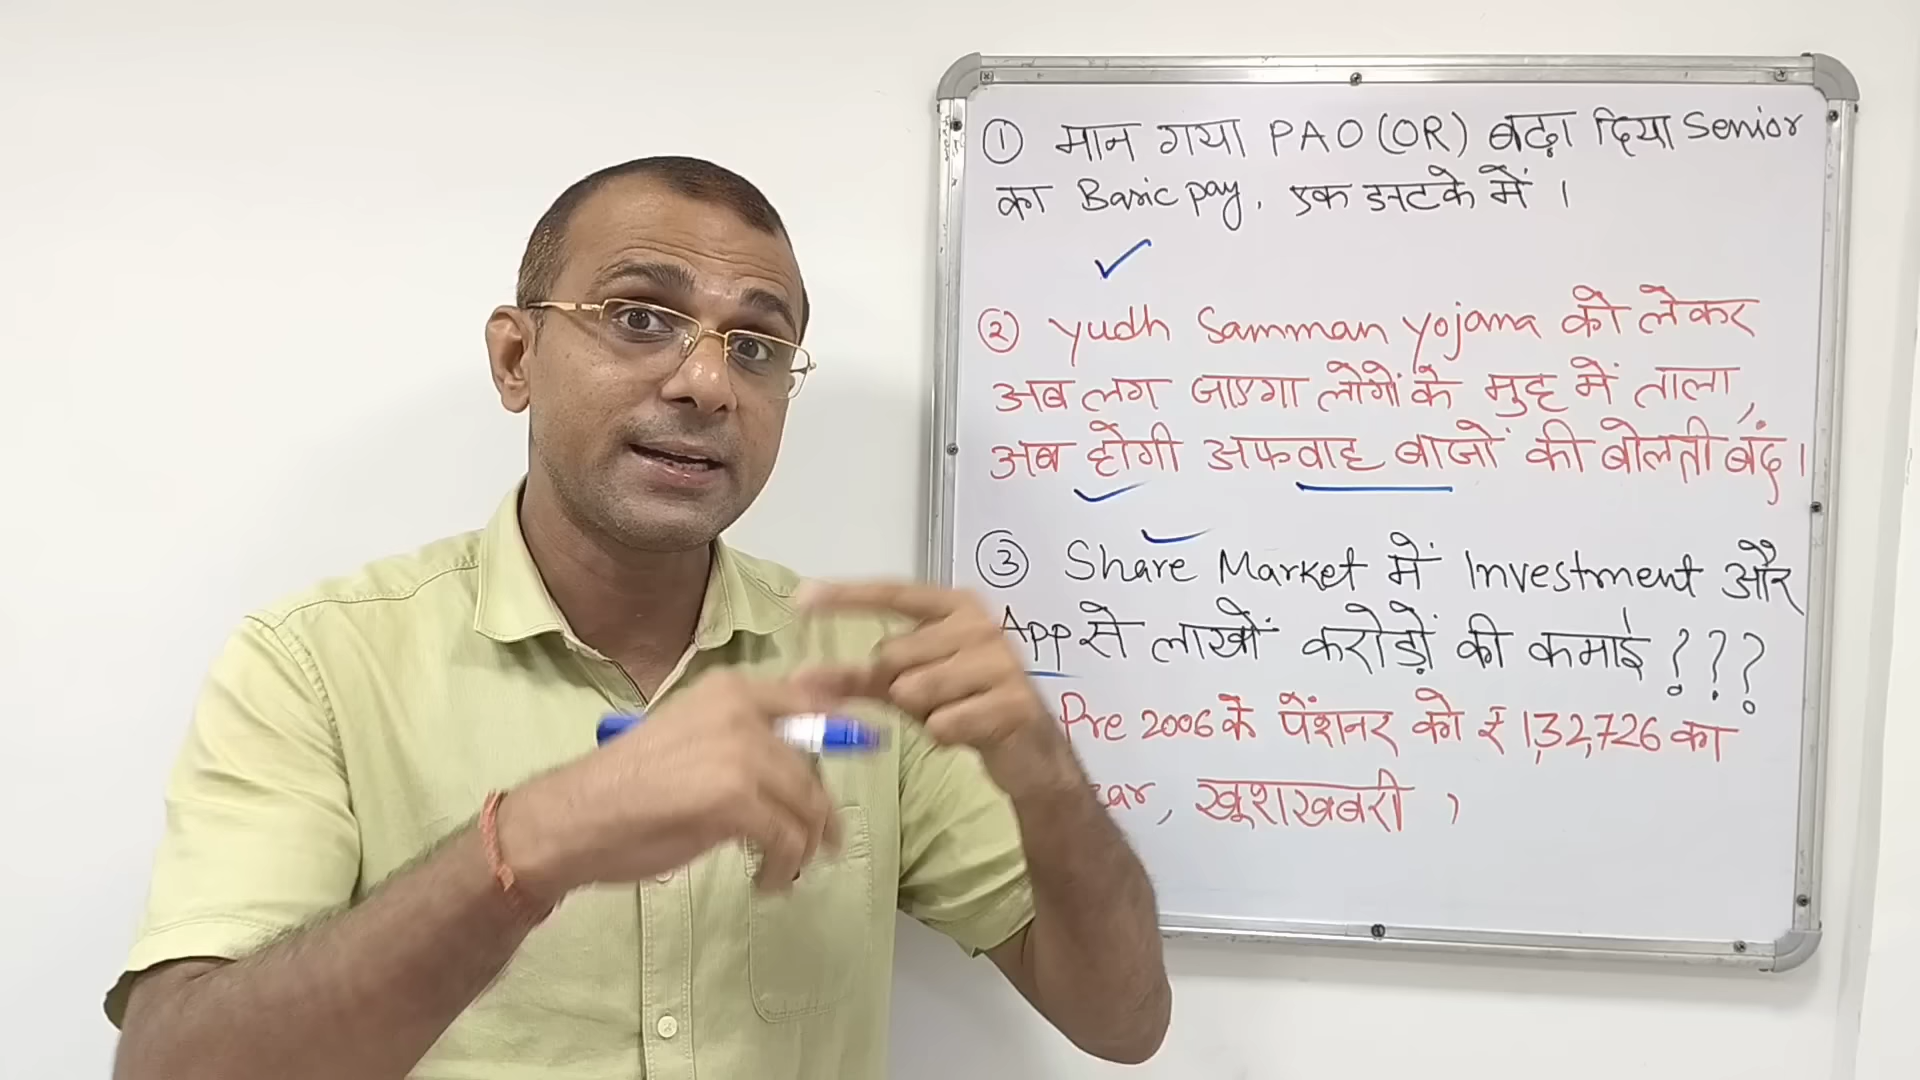 ① मान गया PAO (OR) बढ़ा दिया Senior
का Basic pay, एक झटके में ।
② Yudh Samman Yojana को लेकर
अब लग जाएगा लोगों के मुह में ताला,
अब होगी अफवाह बाजों की बोलती बंद ।
③ Share Market में Investment और
App से लाखों करोड़ों की कमाई ???
Pre 2006 के पेंशनर को ₹ 1,32,726 का
खुशखबरी ,